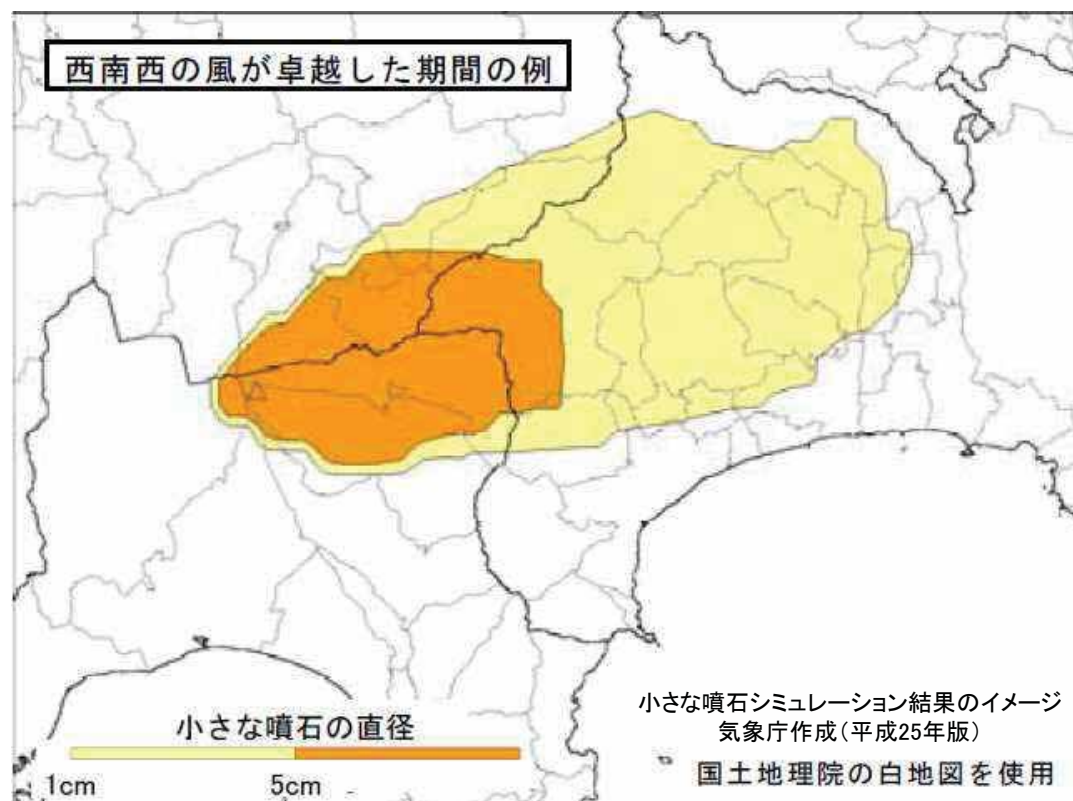 西南西の風が卓越した期間の例
小さな噴石の直径
1cm
5cm
小さな噴石シミュレーション結果のイメージ
気象庁作成(平成25年版)
国土地理院の白地図を使用